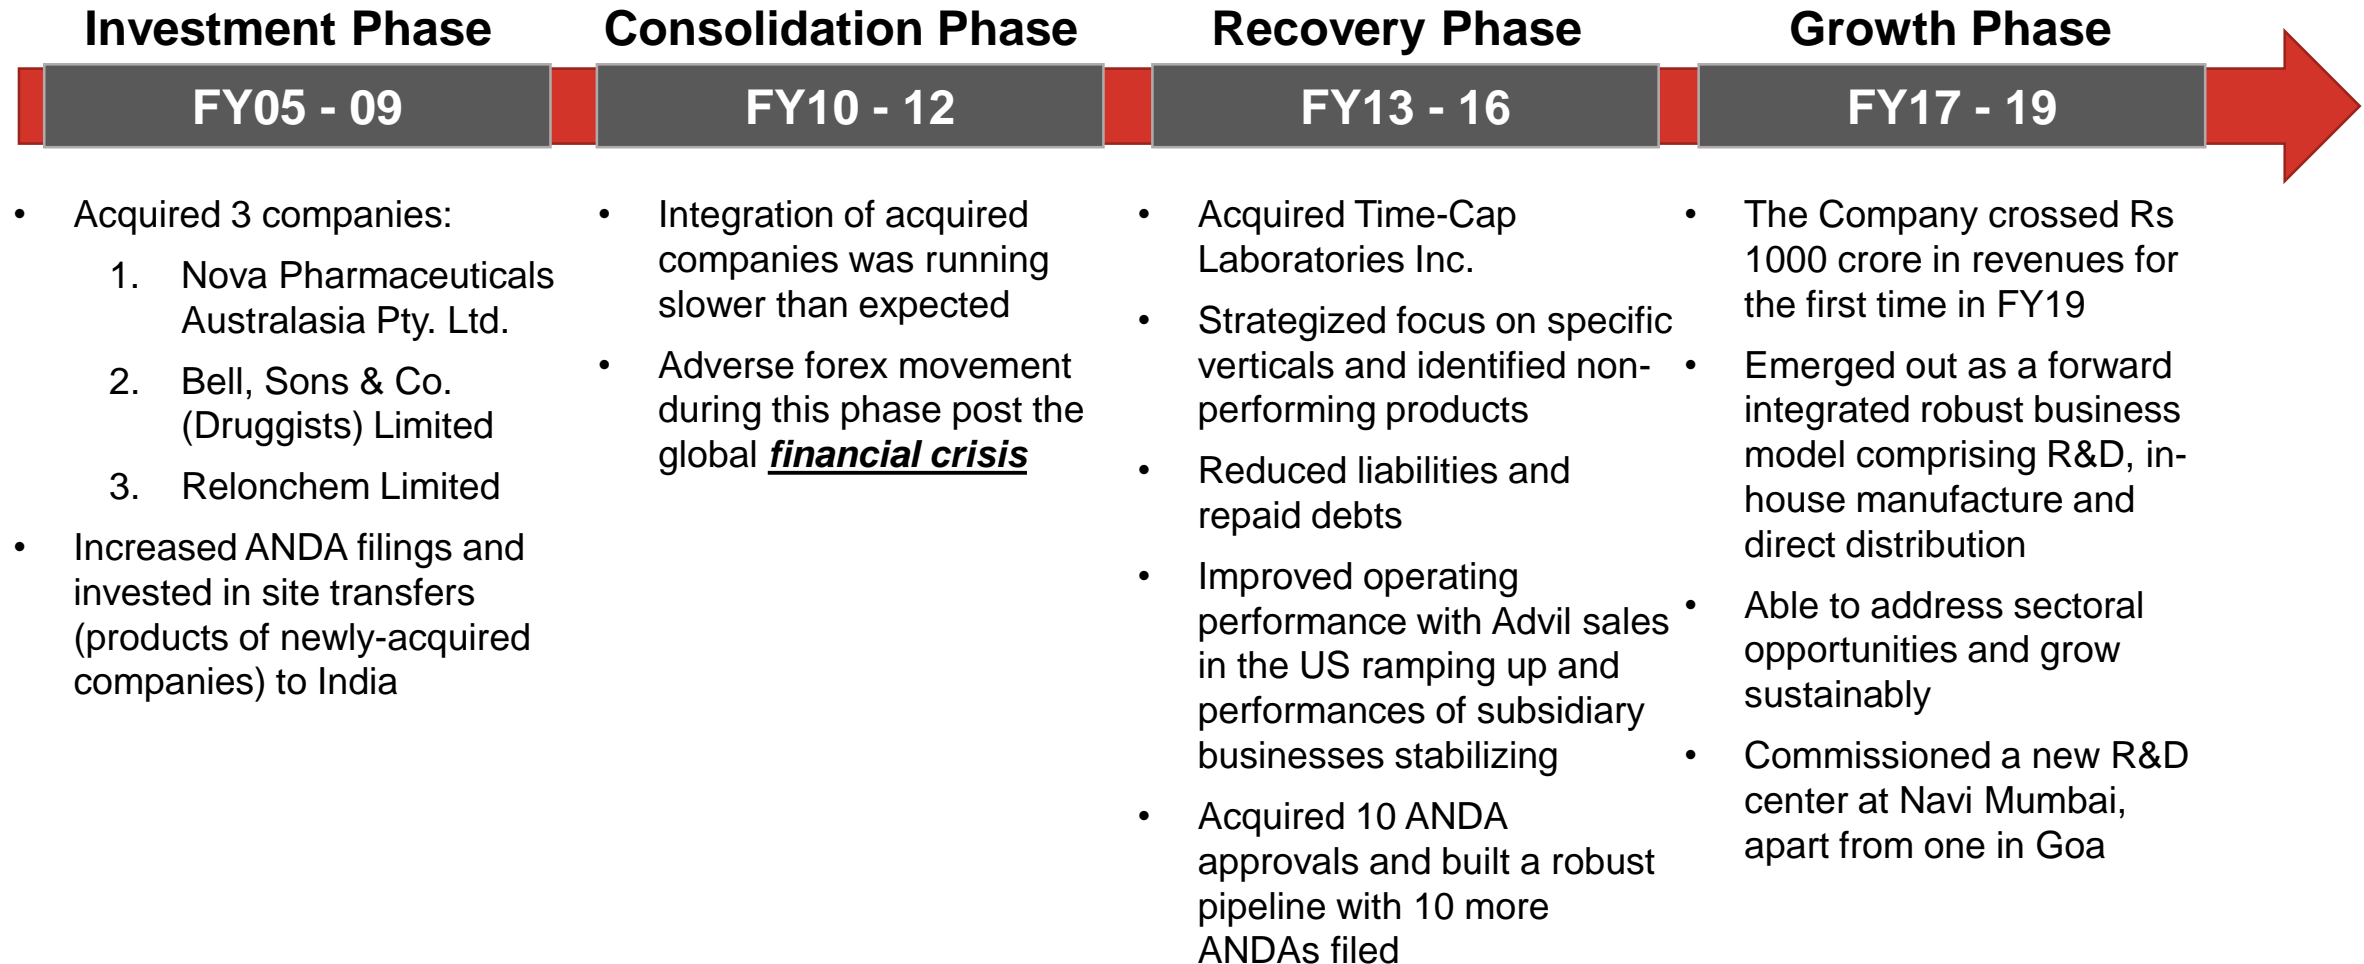 Investment Phase
FY05 - 09
• Acquired 3 companies:
1. Nova Pharmaceuticals
Australasia Pty. Ltd.
2. Bell, Sons & Co.
(Druggists) Limited
3. Relonchem Limited
• Increased ANDA filings and
invested in site transfers
(products of newly-acquired
companies) to India
Consolidation Phase
FY10 - 12
• Integration of acquired
companies was running
slower than expected
• Adverse forex movement
during this phase post the
global financial crisis
Recovery Phase
FY13 - 16
• Acquired Time-Cap
Laboratories Inc.
• Strategized focus on specific
verticals and identified non-
performing products
• Reduced liabilities and
repaid debts
• Improved operating
performance with Advil sales
in the US ramping up and
performances of subsidiary
businesses stabilizing
• Acquired 10 ANDA
approvals and built a robust
pipeline with 10 more
ANDAs filed
Growth Phase
FY17 - 19
• The Company crossed Rs
1000 crore in revenues for
the first time in FY19
• Emerged out as a forward
integrated robust business
model comprising R&D, in-
house manufacture and
direct distribution
• Able to address sectoral
opportunities and grow
sustainably
• Commissioned a new R&D
center at Navi Mumbai,
apart from one in Goa